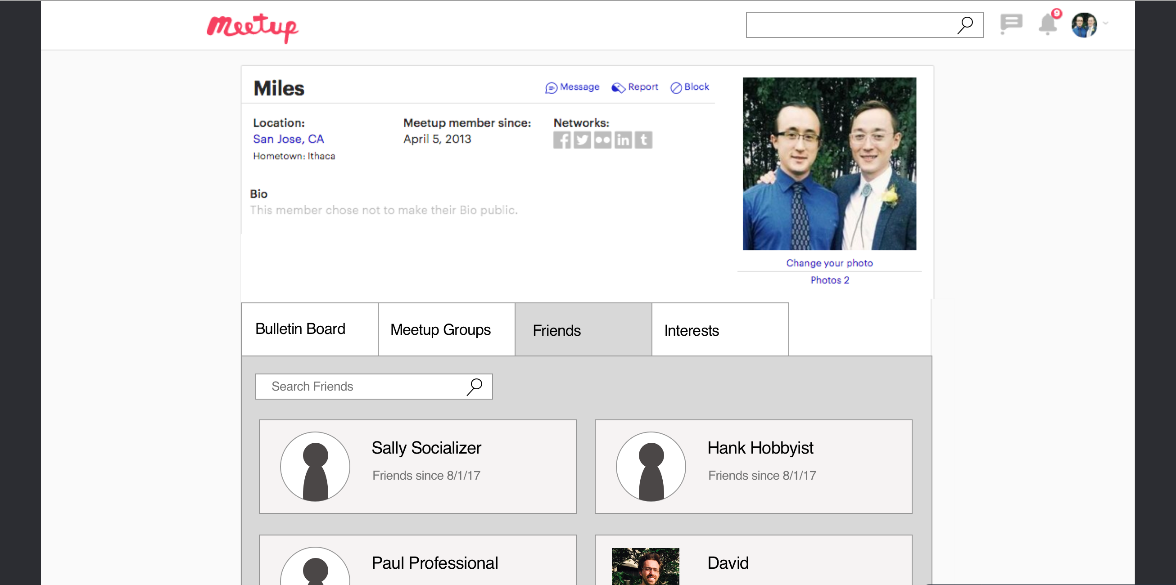 Meetup
9
Miles
Message Report Block
Location:
San Jose, CA
Hometown: Ithaca
Meetup member since:
April 5, 2013
Networks:
f in t
Bio
This member chose not to make their Bio public.
Change your photo
Photos 2
Bulletin Board
Meetup Groups
Friends
Interests
Search Friends
Sally Socializer
Friends since 8/1/17
Hank Hobbyist
Friends since 8/1/17
Paul Professional
David